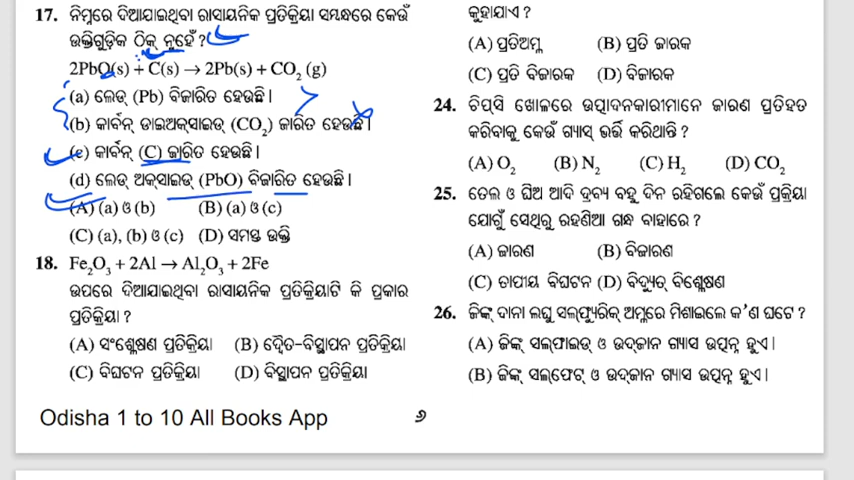 17. ନିମ୍ନରେ ଦିଆଯାଇଥିବା ରାସାୟନିକ ପ୍ରତିକ୍ରିୟା ସମ୍ବନ୍ଧରେ କେଉଁ
ଉକ୍ତିଗୁଡ଼ିକ ଠିକ୍ ନୁହେଁ ?
2PbO(s) + C(s) → 2Pb(s) + CO₂ (g)
(a) ଲେଡ୍ (Pb) ବିଜାରିତ ହେଉଛି ।
(b) କାର୍ବନ୍ ଡାଇଅକ୍ସାଇଡ୍ (CO₂) ଜାରିତ ହେଉଛି ।
(c) କାର୍ବନ୍ (C) ଜାରିତ ହେଉଛି ।
(d) ଲେଡ୍ ଅକ୍ସାଇଡ୍ (PbO) ବିଜାରିତ ହେଉଛି ।
(A) (a) ଓ (b) (B) (a) ଓ (c)
(C) (a), (b) ଓ (c) (D) ସମସ୍ତ ଉକ୍ତି
18. Fe₂O₃ + 2Al → Al₂O₃ + 2Fe
ଉପରେ ଦିଆଯାଇଥିବା ରାସାୟନିକ ପ୍ରତିକ୍ରିୟାଟି କି ପ୍ରକାର
ପ୍ରତିକ୍ରିୟା ?
(A) ସଂଶ୍ଳେଷଣ ପ୍ରତିକ୍ରିୟା (B) ଦ୍ୱୈତ-ବିସ୍ଥାପନ ପ୍ରତିକ୍ରିୟା
(C) ବିଘଟନ ପ୍ରତିକ୍ରିୟା (D) ବିସ୍ଥାପନ ପ୍ରତିକ୍ରିୟା
କୁହାଯାଏ ?
(A) ପ୍ରତିଅମ୍ଳ (B) ପ୍ରତି ଜାରକ
(C) ପ୍ରତି ବିଜାରକ (D) ବିଜାରକ
24. ଚିପ୍‌ସି ଖୋଳରେ ଉତ୍ପାଦନକାରୀମାନେ ଜାରଣ ପ୍ରତିହତ
କରିବାକୁ କେଉଁ ଗ୍ୟାସ୍ ଭର୍ତ୍ତି କରିଥାନ୍ତି ?
(A) O₂ (B) N₂ (C) H₂ (D) CO₂
25. ତେଲ ଓ ଘିଅ ଆଦି ଦ୍ରବ୍ୟ ବହୁ ଦିନ ରହିଗଲେ କେଉଁ ପ୍ରକ୍ରିୟା
ଯୋଗୁଁ ସେଥିରୁ ରହଣିଆ ଗନ୍ଧ ବାହାରେ ?
(A) ଜାରଣ (B) ବିଜାରଣ
(C) ତାପୀୟ ବିଘଟନ (D) ବିଦ୍ୟୁତ୍ ବିଶ୍ଳେଷଣ
26. ଜିଙ୍କ୍ ଦାନା ଲଘୁ ସଲ୍‌ଫ୍ୟୁରିକ୍ ଅମ୍ଳରେ ମିଶାଇଲେ କ'ଣ ଘଟେ ?
(A) ଜିଙ୍କ୍ ସଲ୍‌ଫାଇଡ୍ ଓ ଉଦ୍‌ଜାନ ଗ୍ୟାସ ଉତ୍ପନ୍ନ ହୁଏ ।
(B) ଜିଙ୍କ୍ ସଲ୍‌ଫେଟ୍ ଓ ଉଦ୍‌ଜାନ ଗ୍ୟାସ ଉତ୍ପନ୍ନ ହୁଏ ।
Odisha 1 to 10 All Books App
୬